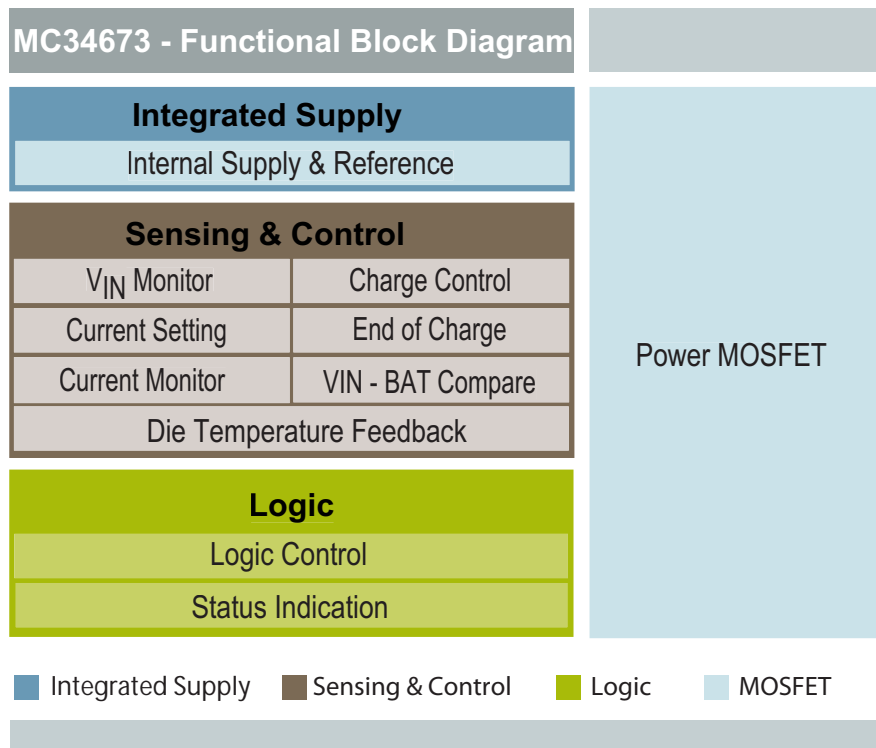 MC34673 - Functional Block Diagram
Integrated Supply
Internal Supply & Reference
Sensing & Control
VIN Monitor
Charge Control
Current Setting
End of Charge
Current Monitor
VIN - BAT Compare
Die Temperature Feedback
Logic
Logic Control
Status Indication
Power MOSFET
Integrated Supply
Sensing & Control
Logic
MOSFET